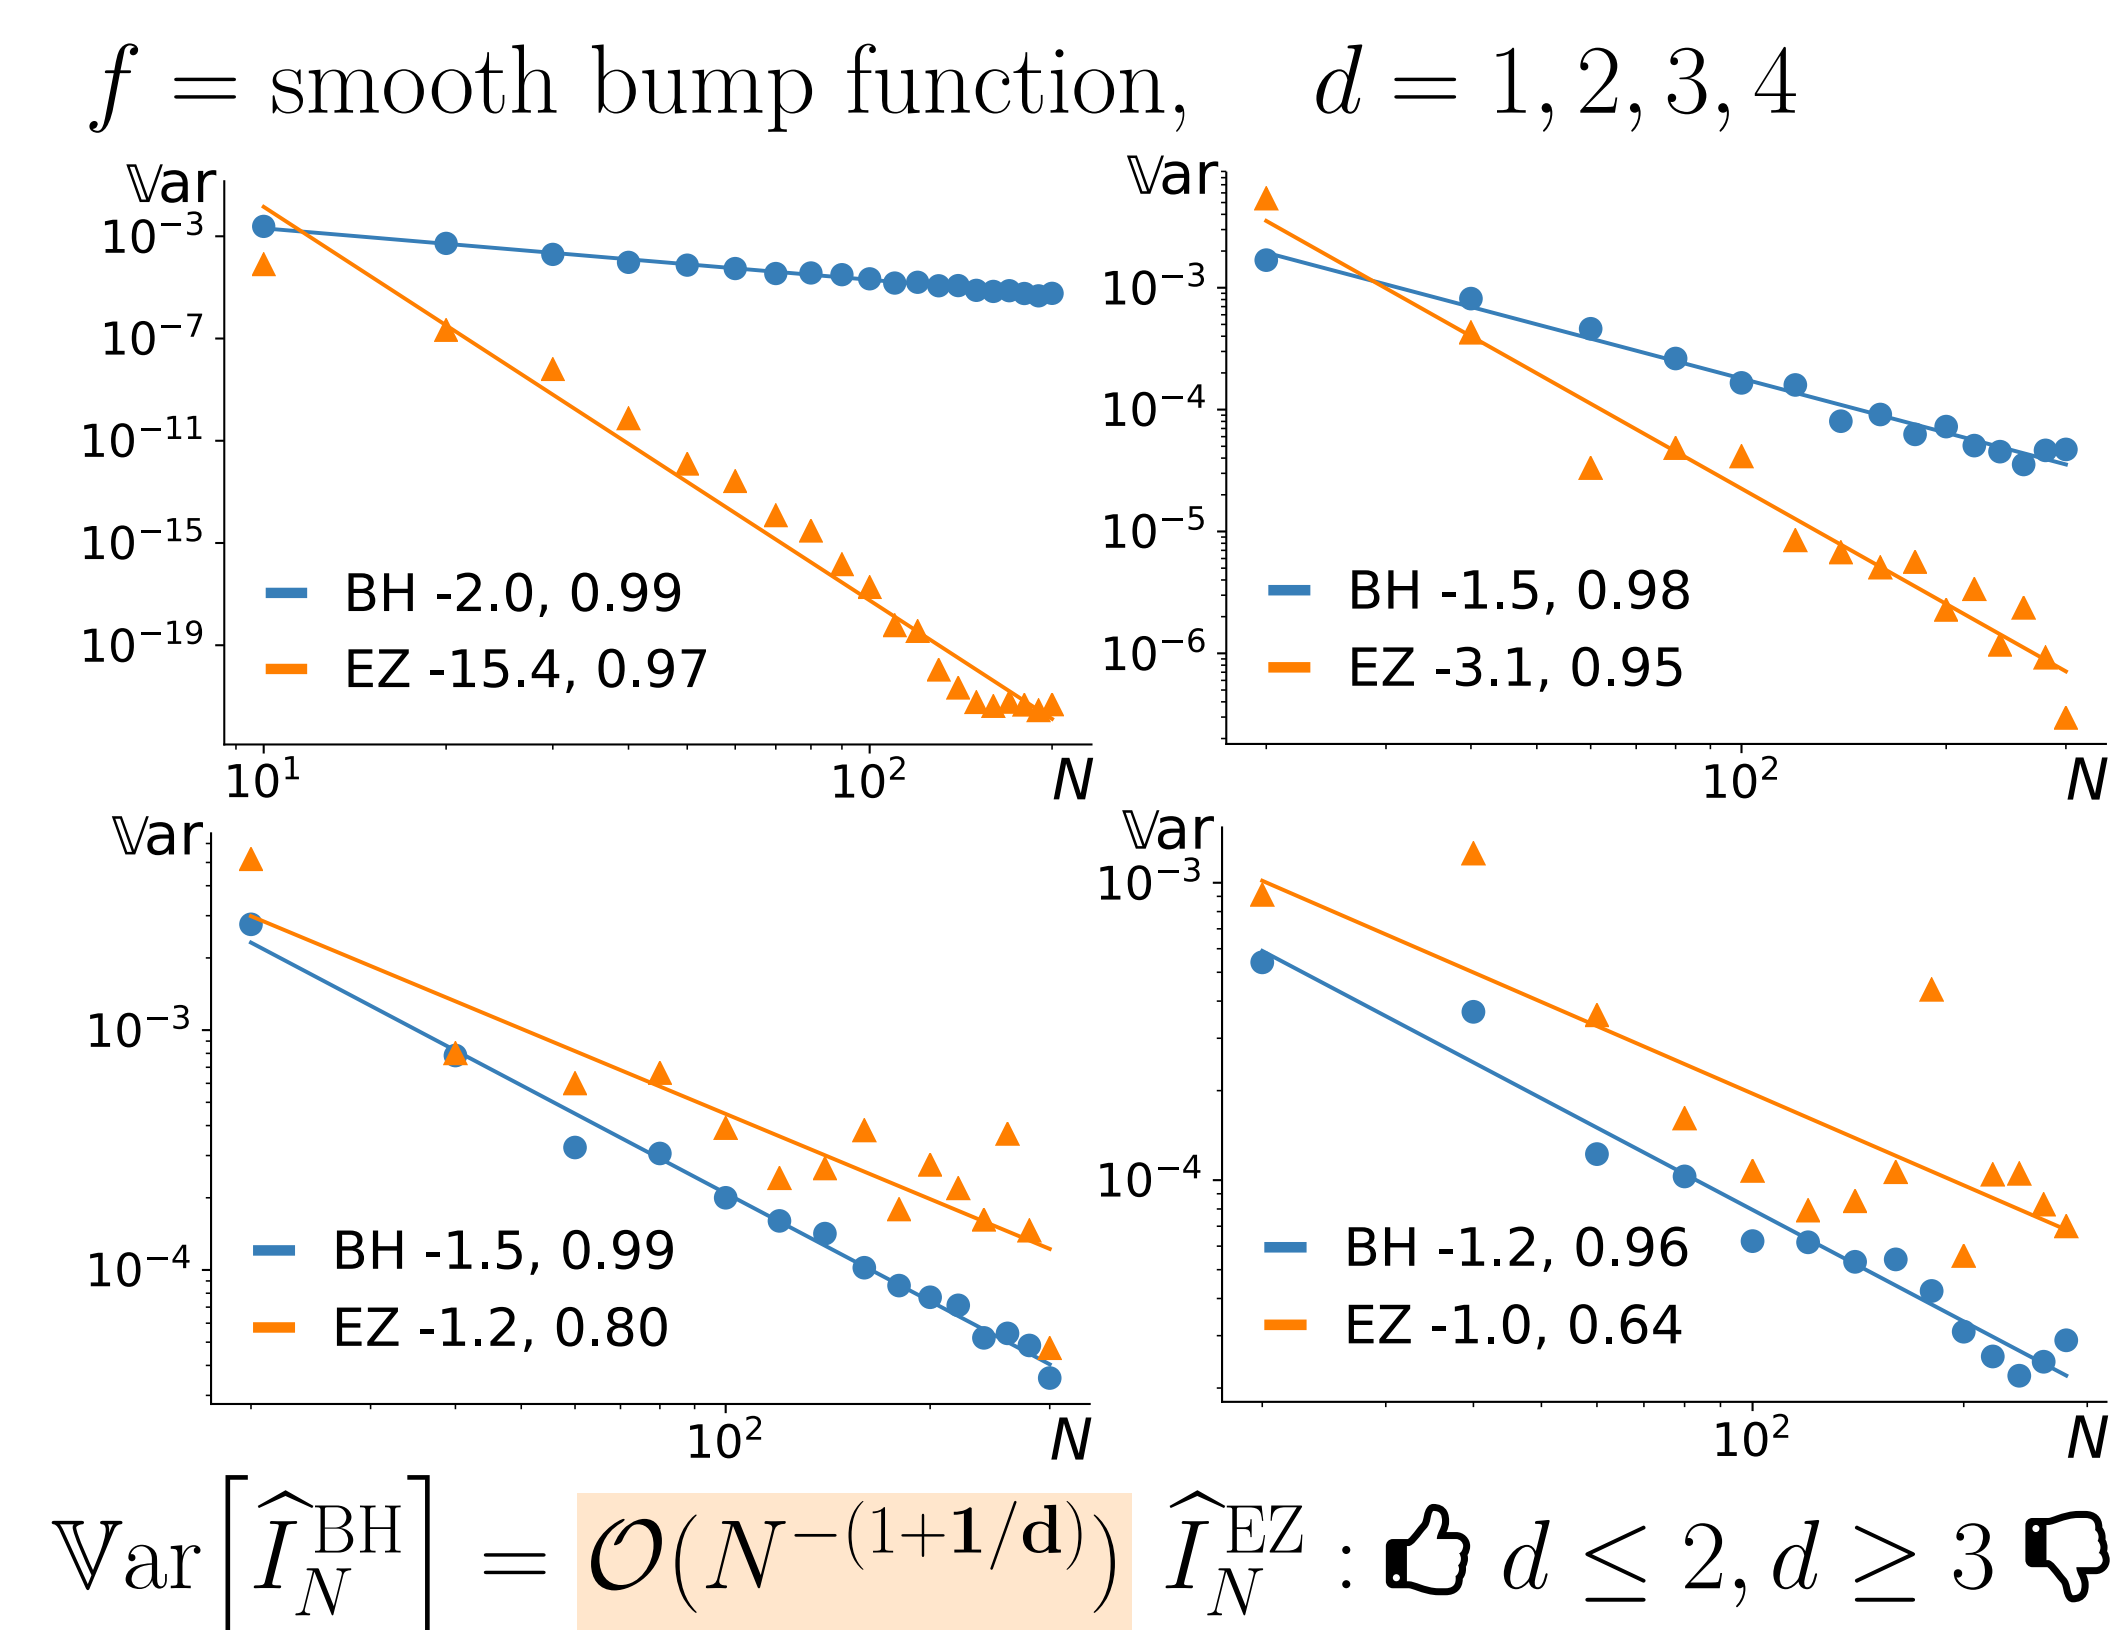 f = smooth bump function, d = 1, 2, 3, 4
𝕍ar
10⁻³
10⁻⁷
10⁻¹¹
10⁻¹⁵
10⁻¹⁹
BH -2.0, 0.99
EZ -15.4, 0.97
10¹ 10² N
𝕍ar
10⁻³
10⁻⁴
10⁻⁵
10⁻⁶
BH -1.5, 0.98
EZ -3.1, 0.95
10² N
𝕍ar
10⁻³
10⁻⁴
BH -1.5, 0.99
EZ -1.2, 0.80
10² N
𝕍ar
10⁻³
10⁻⁴
BH -1.2, 0.96
EZ -1.0, 0.64
10² N
𝕍ar[Î_N^BH] = 𝒪(N^−(1+1/d)) Î_N^EZ : 👍 d ≤ 2, d ≥ 3 👎